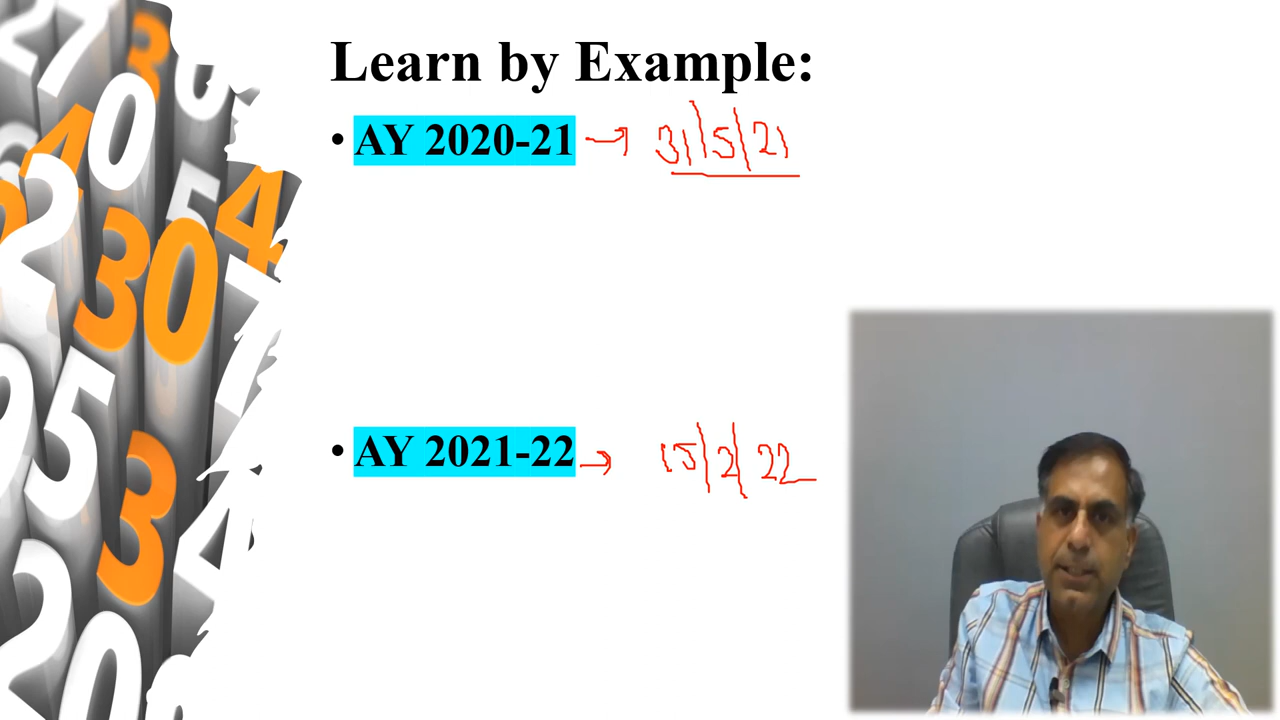 Learn by Example:
• AY 2020-21 → 31/5/21
• AY 2021-22 → 15/2/22